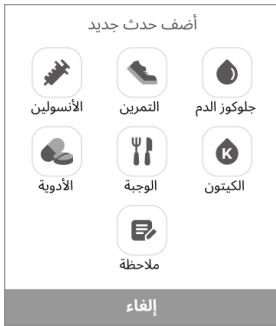 أضف حدث جديد
جلوكوز الدم
التمرين
الأنسولين
K
الكيتون
الوجبة
الأدوية
ملاحظة
إلغاء